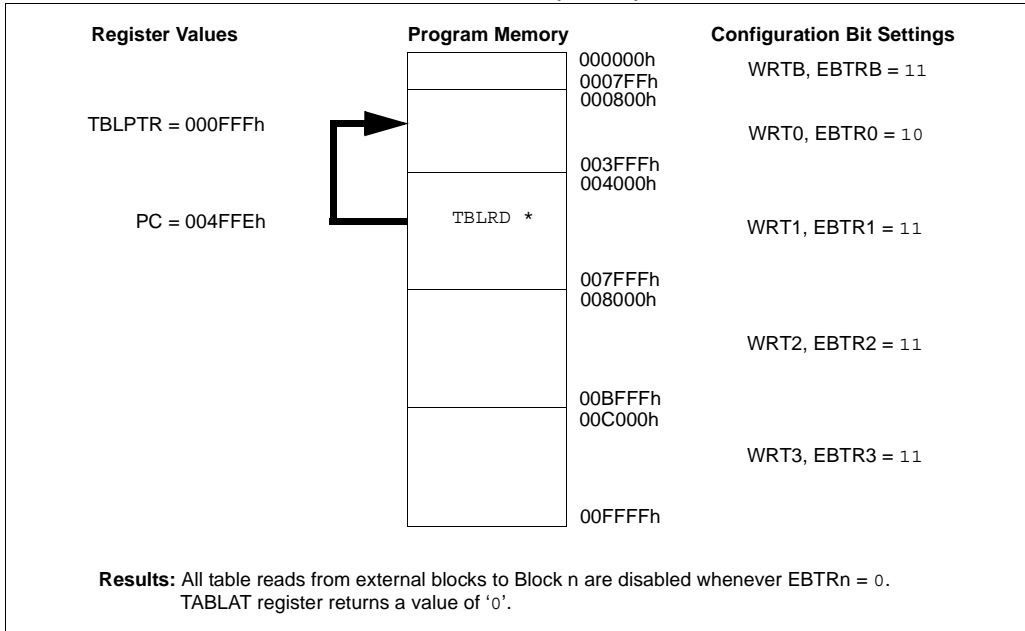 Register Values Program Memory Configuration Bit Settings
000000h
WRTB, EBTRB = 11
0007FFh
000800h
TBLPTR = 000FFFh
WRT0, EBTR0 = 10
003FFFh
004000h
PC = 004FFEh
TBLRD *
WRT1, EBTR1 = 11
007FFFh
008000h
WRT2, EBTR2 = 11
00BFFFh
00C000h
WRT3, EBTR3 = 11
00FFFFh
Results: All table reads from external blocks to Block n are disabled whenever EBTRn = 0.
TABLAT register returns a value of ‘0’.